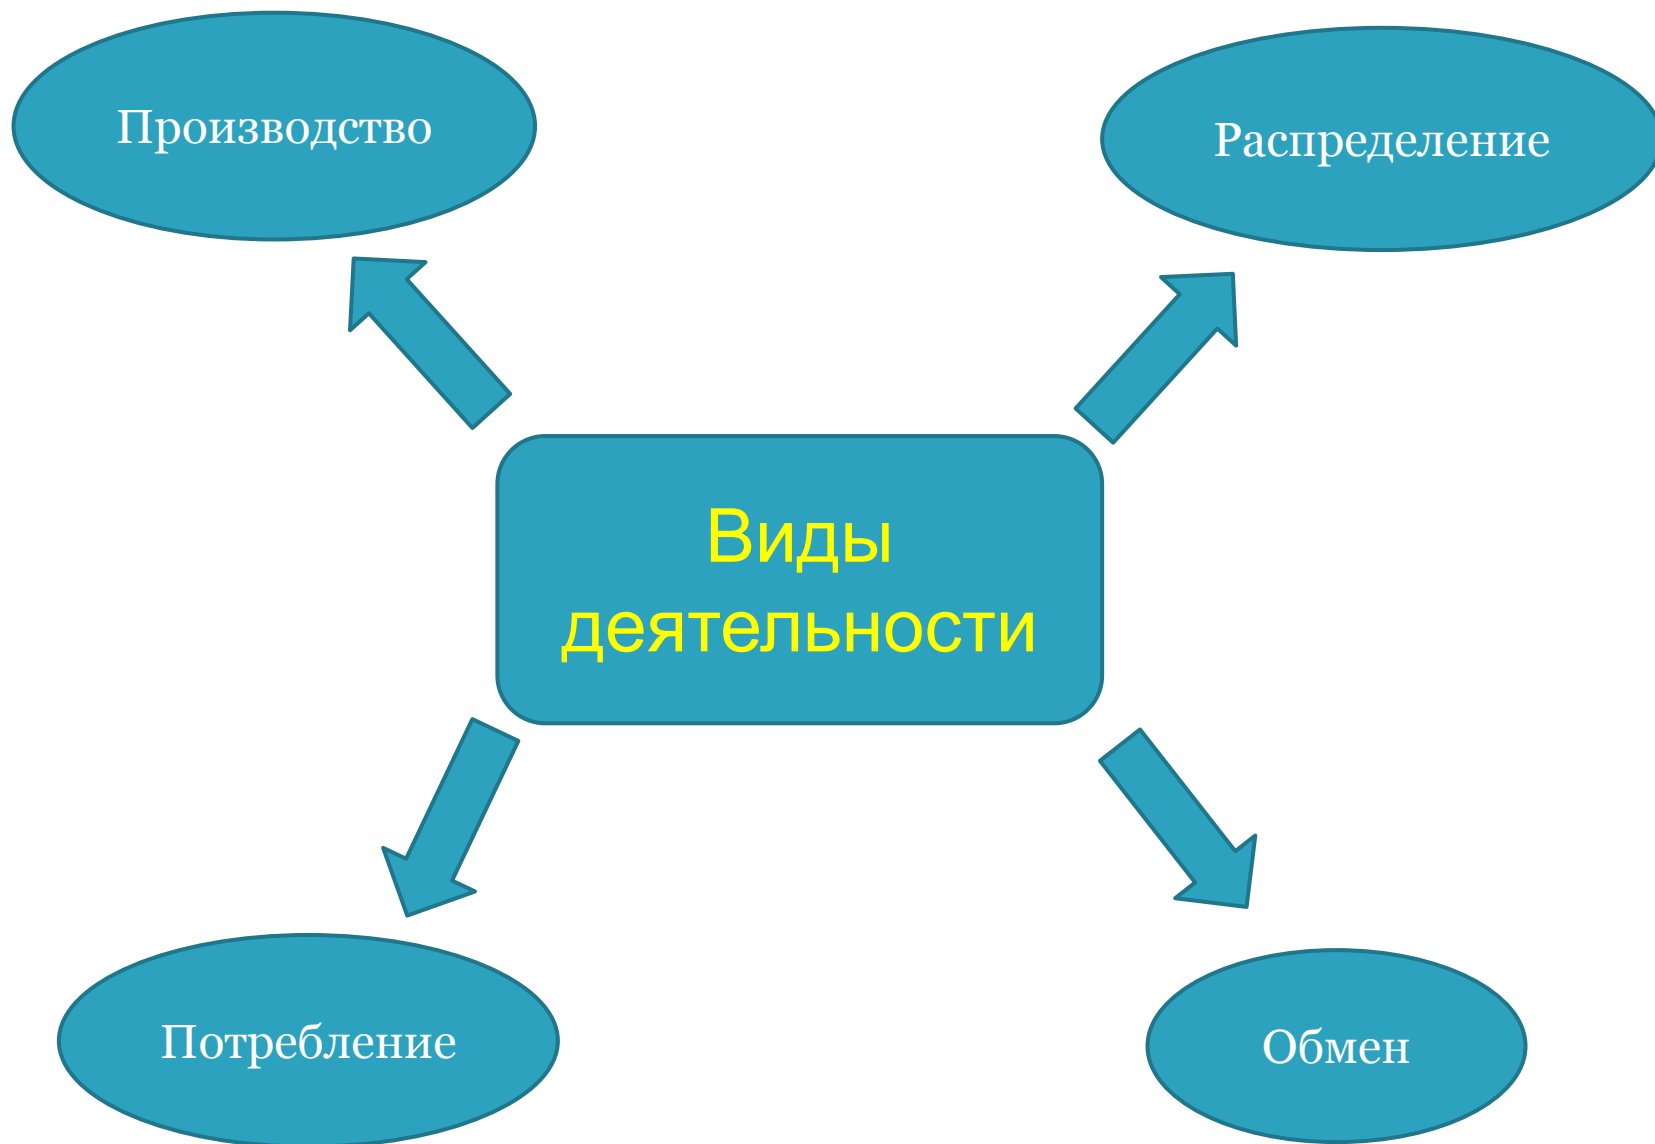 Производство
Распределение
Виды
деятельности
Потребление
Обмен